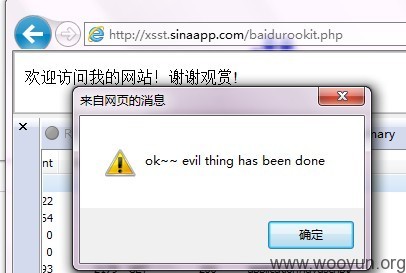 http://xsst.sinaapp.com/baidurookit.php
欢迎访问我的网站！谢谢观赏！
来自网页的消息
mary
nt
ok~~ evil thing has been done
22
54
0
0
确定
93
www.wooyun.org